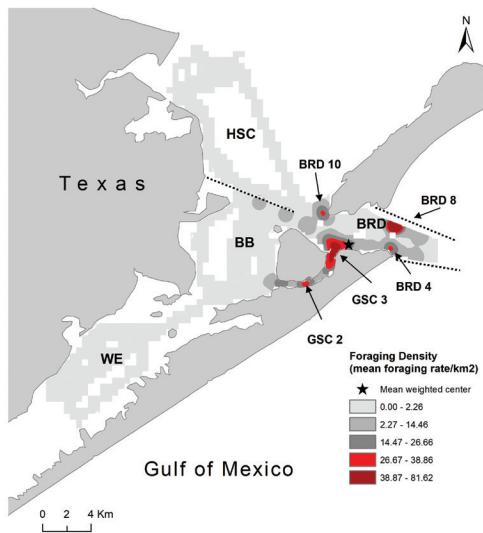 N
HSC
BRD 10
Texas
BRD 8
BRD
BB
BRD 4
GSC 3
GSC 2
WE
Foraging Density
(mean foraging rate/km2)
Mean weighted center
0.00 - 2.26
2.27 - 14.46
14.47 - 26.66
26.67 - 38.86
38.87 - 81.62
Gulf of Mexico
0 2 4 Km